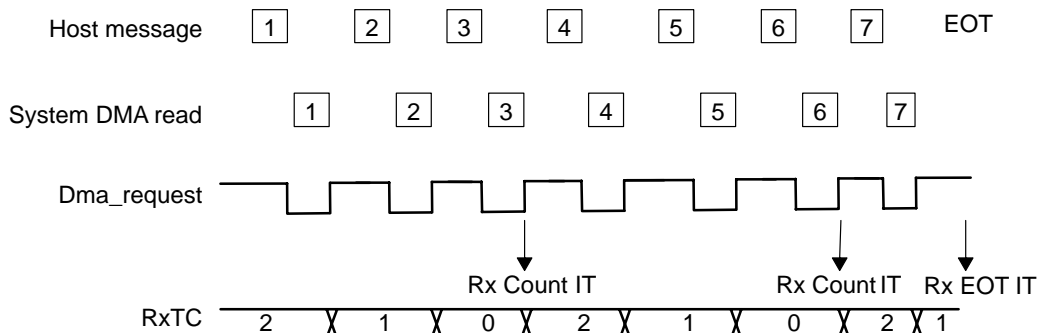 Host message 1 2 3 4 5 6 7 EOT
System DMA read 1 2 3 4 5 6 7
Dma_request
Rx Count IT Rx Count IT Rx EOT IT
RxTC 2 1 0 2 1 0 2 1